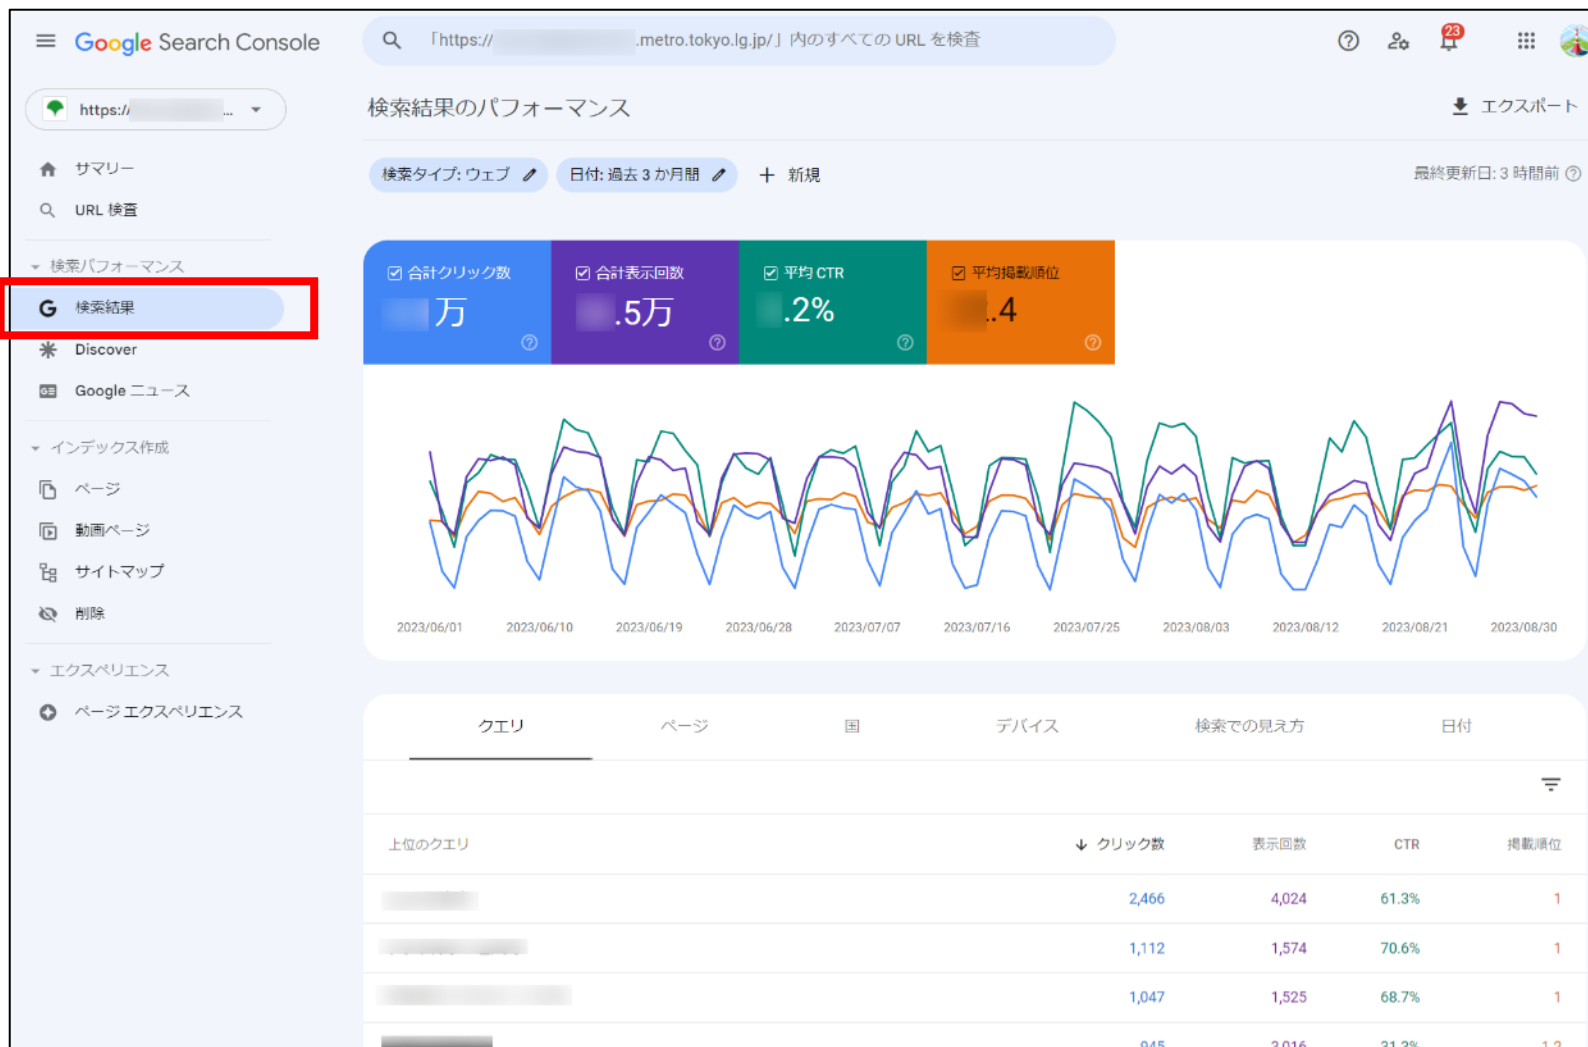 Google Search Console
「https:// .metro.tokyo.lg.jp/」内のすべての URL を検査
23
https:// ...
検索結果のパフォーマンス
エクスポート
サマリー
URL 検査
検索タイプ: ウェブ
日付: 過去 3 か月間
+ 新規
最終更新日: 3 時間前
検索パフォーマンス
検索結果
Discover
Google ニュース
インデックス作成
ページ
動画ページ
サイトマップ
削除
エクスペリエンス
ページ エクスペリエンス
合計クリック数
万
合計表示回数
.5万
平均 CTR
.2%
平均掲載順位
.4
2023/06/01 2023/06/10 2023/06/19 2023/06/28 2023/07/07 2023/07/16 2023/07/25 2023/08/03 2023/08/12 2023/08/21 2023/08/30
クエリ ページ 国 デバイス 検索での見え方 日付
上位のクエリ クリック数 表示回数 CTR 掲載順位
2,466 4,024 61.3% 1
1,112 1,574 70.6% 1
1,047 1,525 68.7% 1
945 3,016 31.3% 1.2